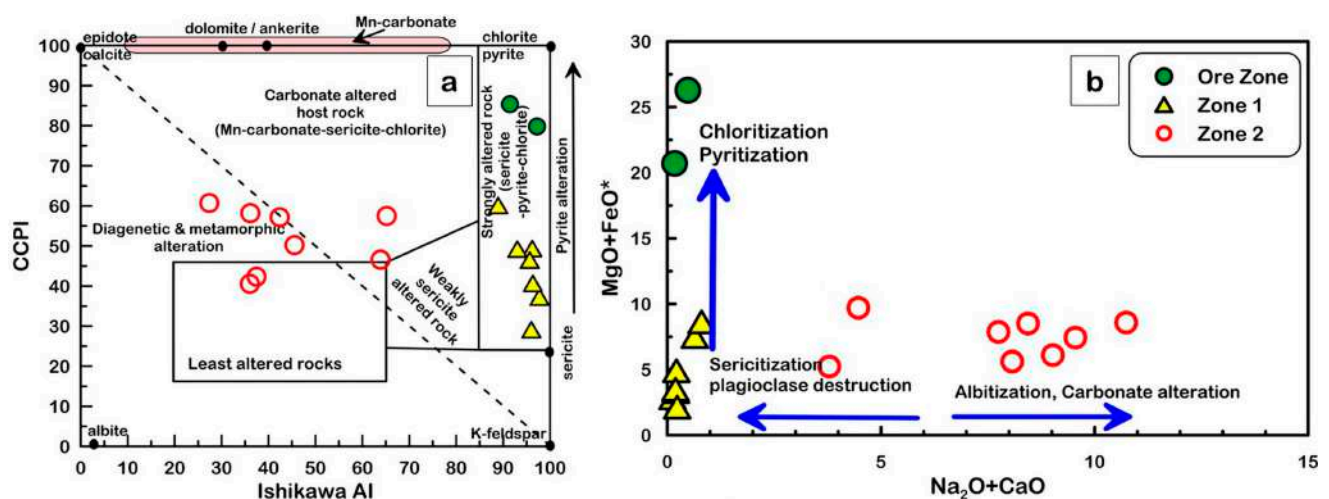 a
epidote
calcite
dolomite / ankerite
Mn-carbonate
chlorite
pyrite
Carbonate altered
host rock
(Mn-carbonate-sericite-chlorite)
Strongly altered rock
(sericite
-pyrite-chlorite)
Pyrite alteration
Diagenetic & metamorphic
alteration
Weakly
sericite
altered rock
sericite
Least altered rocks
albite
K-feldspar
CCPI
100
90
80
70
60
50
40
30
20
10
0
0 10 20 30 40 50 60 70 80 90 100
Ishikawa AI
b
Ore Zone
Zone 1
Zone 2
Chloritization
Pyritization
Sericitization
plagioclase destruction
Albitization, Carbonate alteration
MgO+FeO*
30
25
20
15
10
5
0
0 5 10 15
Na₂O+CaO